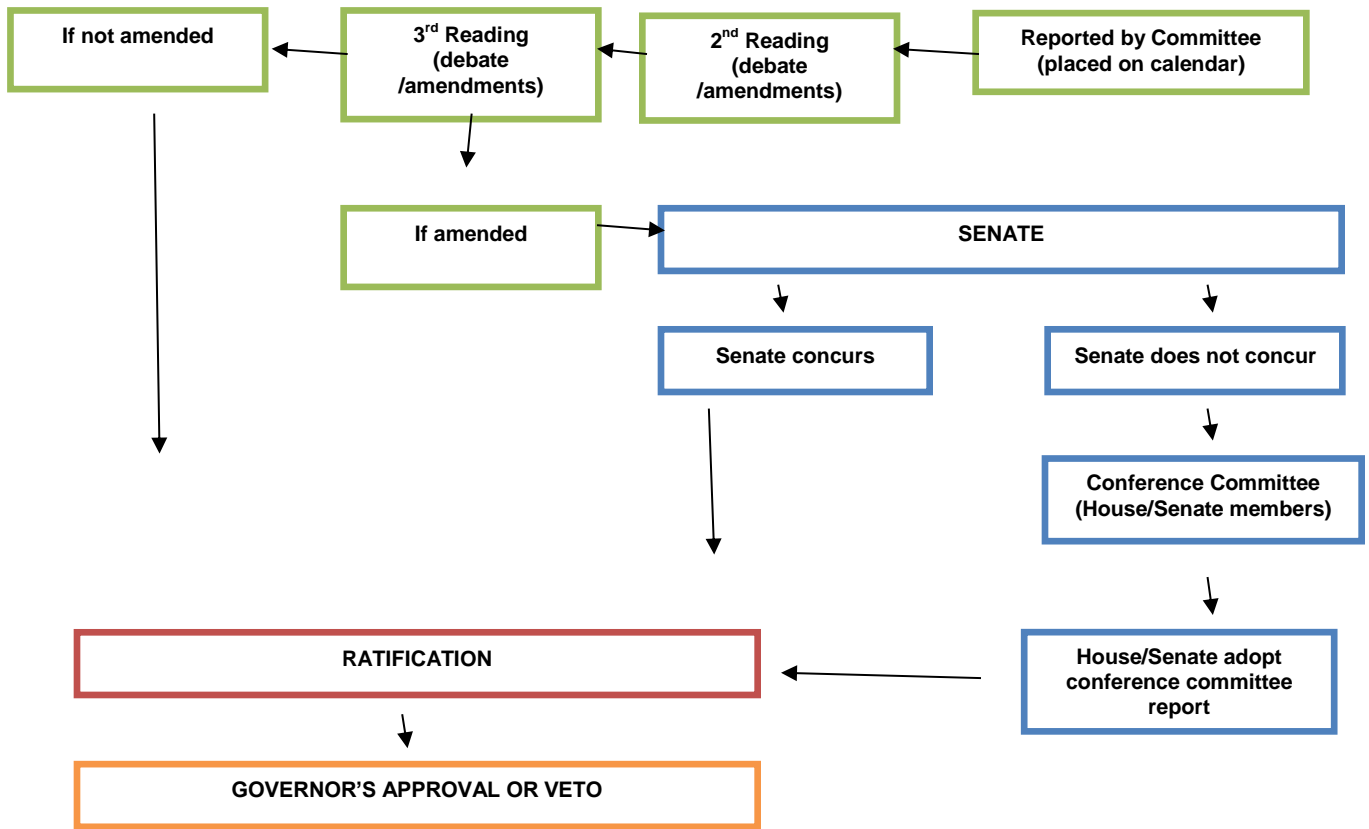 If not amended
3rd Reading
(debate
/amendments)
2nd Reading
(debate
/amendments)
Reported by Committee
(placed on calendar)
If amended
SENATE
Senate concurs
Senate does not concur
Conference Committee
(House/Senate members)
RATIFICATION
House/Senate adopt
conference committee
report
GOVERNOR’S APPROVAL OR VETO